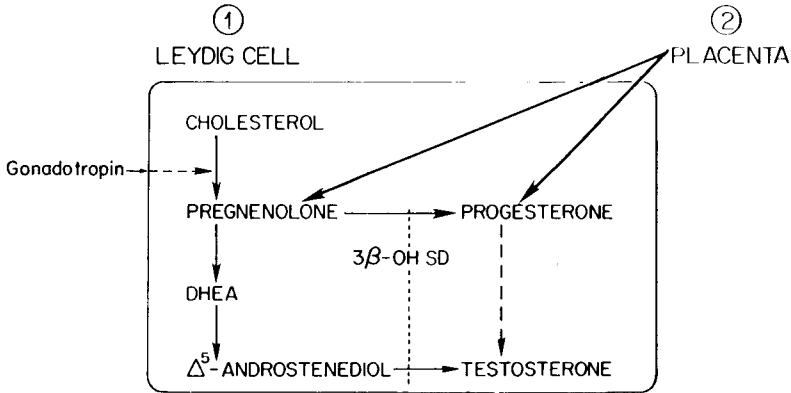 ① ②
LEYDIG CELL PLACENTA
CHOLESTEROL
Gonadotropin
PREGNENOLONE PROGESTERONE
3β-OH SD
DHEA
Δ⁵-ANDROSTENEDIOL TESTOSTERONE